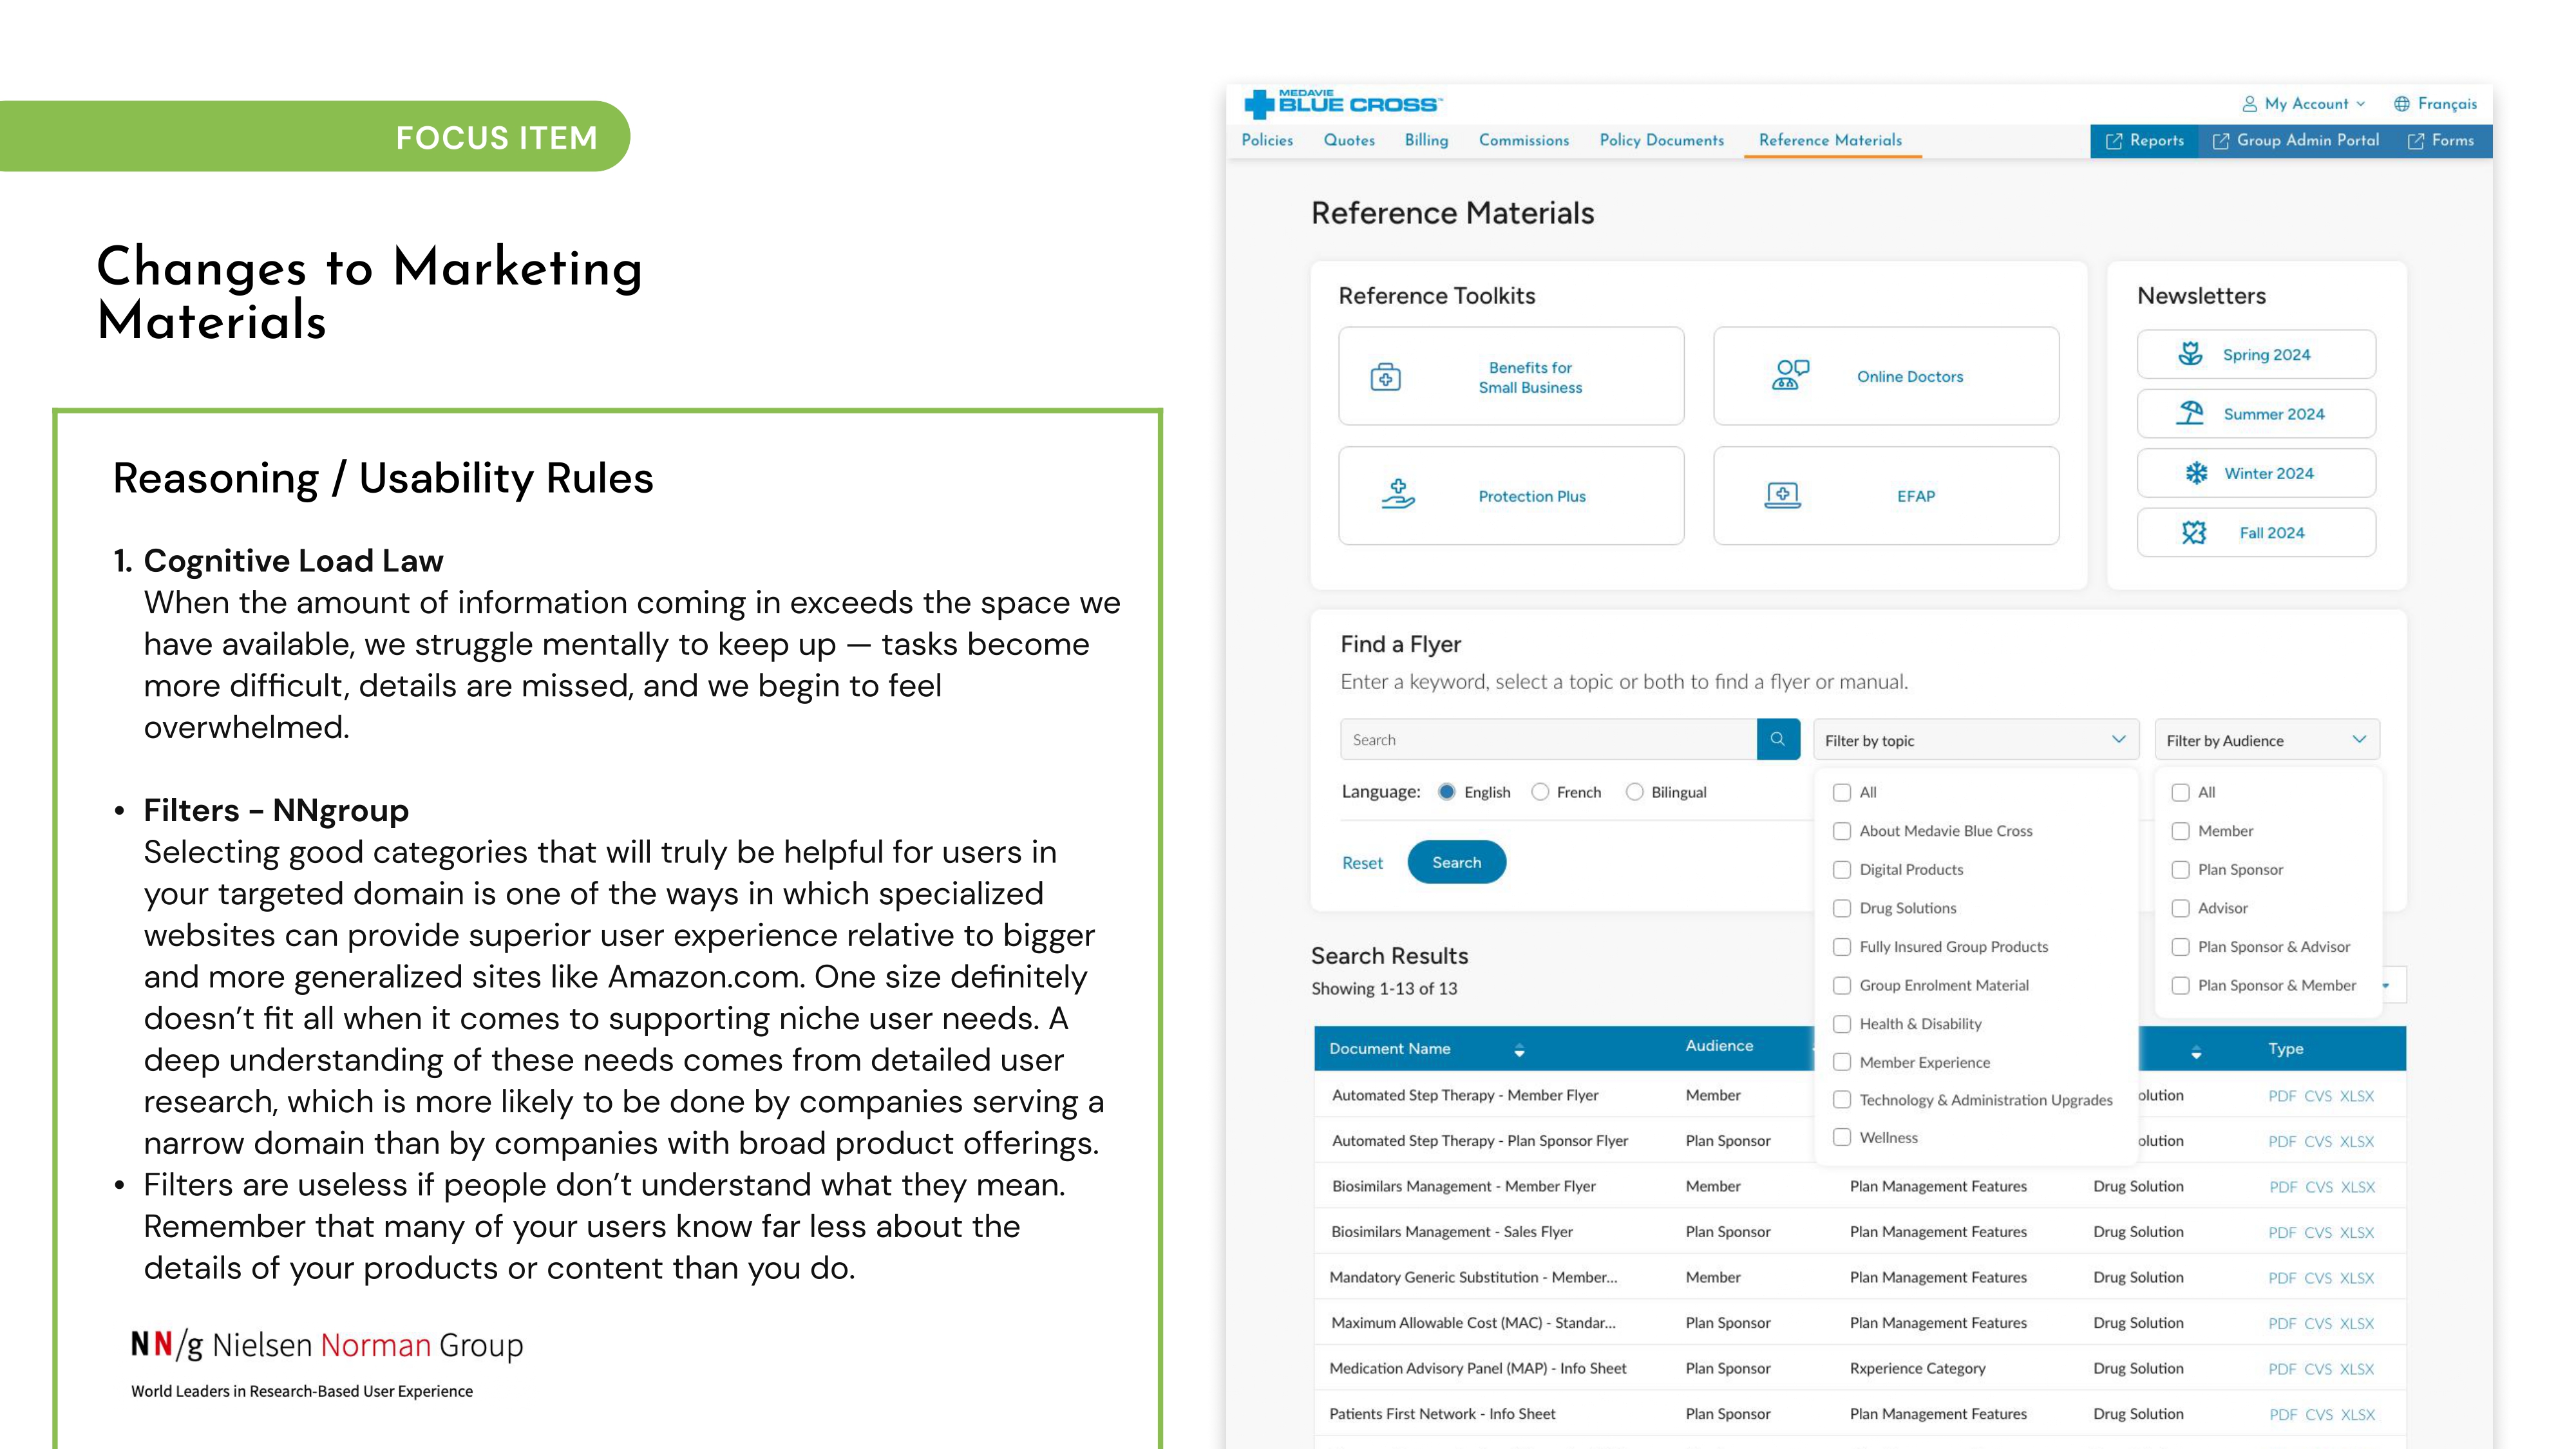 FOCUS ITEM
Changes to Marketing
Materials
Reasoning / Usability Rules
1. Cognitive Load Law
When the amount of information coming in exceeds the space we
have available, we struggle mentally to keep up — tasks become
more difficult, details are missed, and we begin to feel
overwhelmed.
• Filters - NNgroup
Selecting good categories that will truly be helpful for users in
your targeted domain is one of the ways in which specialized
websites can provide superior user experience relative to bigger
and more generalized sites like Amazon.com. One size definitely
doesn't fit all when it comes to supporting niche user needs. A
deep understanding of these needs comes from detailed user
research, which is more likely to be done by companies serving a
narrow domain than by companies with broad product offerings.
• Filters are useless if people don't understand what they mean.
Remember that many of your users know far less about the
details of your products or content than you do.
NN/g Nielsen Norman Group
World Leaders in Research-Based User Experience
MEDAVIE
BLUE CROSS™
My Account
Français
Policies Quotes Billing Commissions Policy Documents Reference Materials
Reports Group Admin Portal Forms
Reference Materials
Reference Toolkits
Benefits for
Small Business
Online Doctors
Protection Plus
EFAP
Newsletters
Spring 2024
Summer 2024
Winter 2024
Fall 2024
Find a Flyer
Enter a keyword, select a topic or both to find a flyer or manual.
Search
Filter by topic
Filter by Audience
Language: English French Bilingual
Reset Search
All
About Medavie Blue Cross
Digital Products
Drug Solutions
Fully Insured Group Products
Group Enrolment Material
Health & Disability
Member Experience
Technology & Administration Upgrades
Wellness
All
Member
Plan Sponsor
Advisor
Plan Sponsor & Advisor
Plan Sponsor & Member
Search Results
Showing 1-13 of 13
Document Name Audience Type
Automated Step Therapy - Member Flyer Member olution PDF CVS XLSX
Automated Step Therapy - Plan Sponsor Flyer Plan Sponsor olution PDF CVS XLSX
Biosimilars Management - Member Flyer Member Plan Management Features Drug Solution PDF CVS XLSX
Biosimilars Management - Sales Flyer Plan Sponsor Plan Management Features Drug Solution PDF CVS XLSX
Mandatory Generic Substitution - Member... Member Plan Management Features Drug Solution PDF CVS XLSX
Maximum Allowable Cost (MAC) - Standar... Plan Sponsor Plan Management Features Drug Solution PDF CVS XLSX
Medication Advisory Panel (MAP) - Info Sheet Plan Sponsor Rxperience Category Drug Solution PDF CVS XLSX
Patients First Network - Info Sheet Plan Sponsor Plan Management Features Drug Solution PDF CVS XLSX